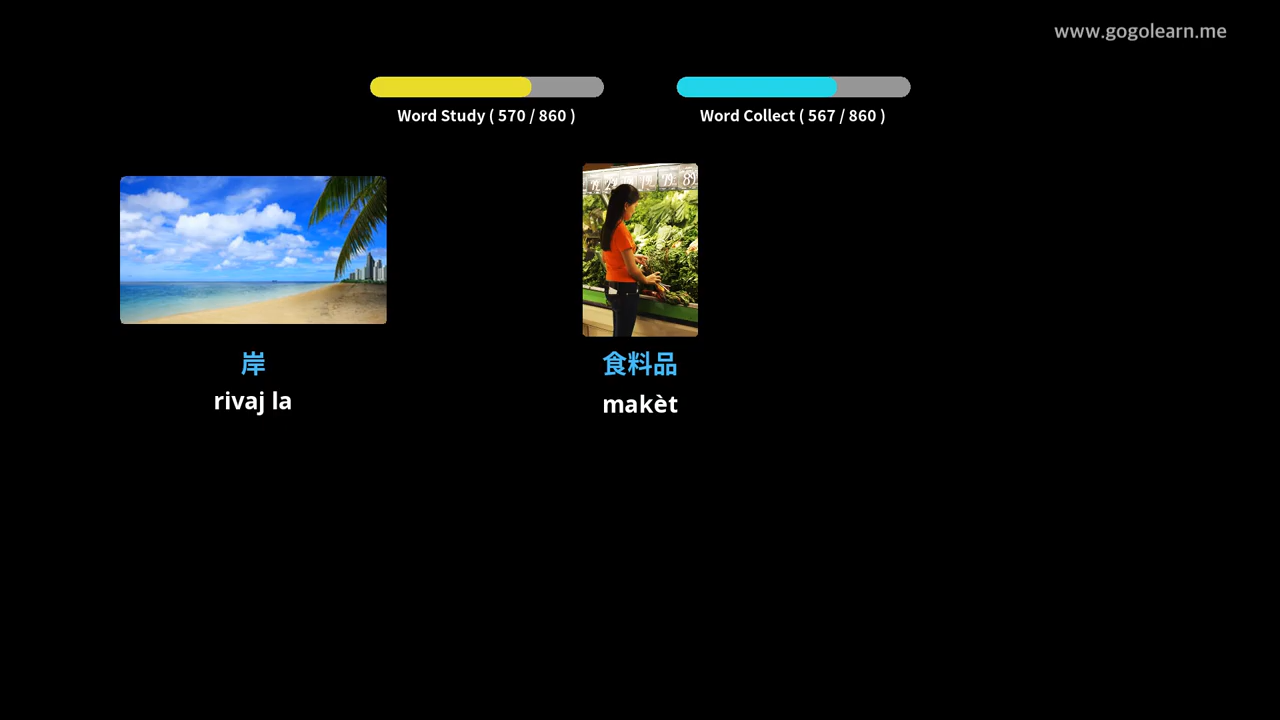 www.gogolearn.me
Word Study ( 570 / 860 )
Word Collect ( 567 / 860 )
岸
rivaj la
食料品
makèt